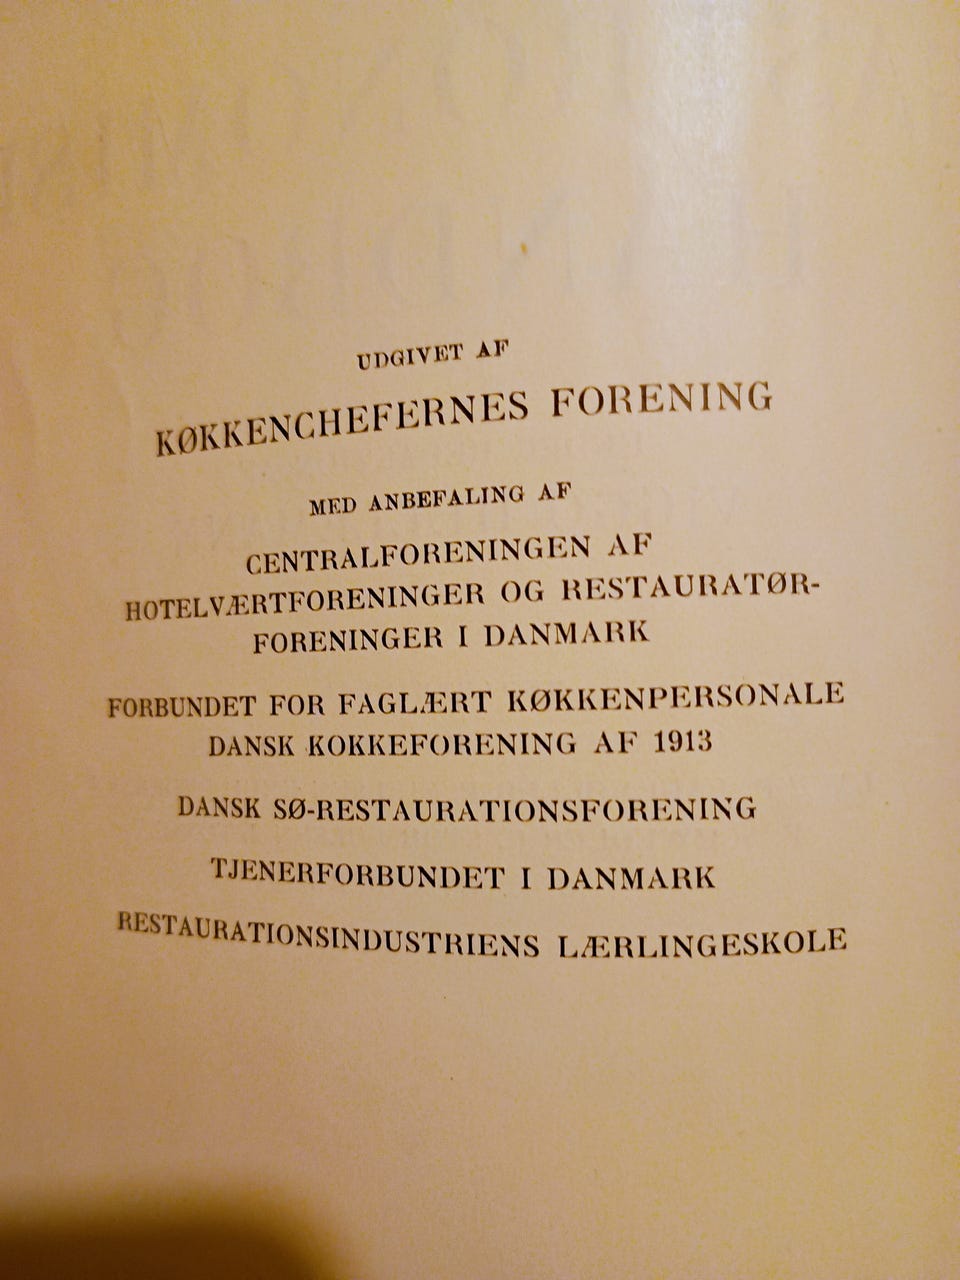 UDGIVET AF
KØKKENCHEFERNES FORENING
MED ANBEFALING AF
CENTRALFORENINGEN AF
HOTELVÆRTFORENINGER OG RESTAURATØR-
FORENINGER I DANMARK
FORBUNDET FOR FAGLÆRT KØKKENPERSONALE
DANSK KOKKEFORENING AF 1913
DANSK SØ-RESTAURATIONSFORENING
TJENERFORBUNDET I DANMARK
RESTAURATIONSINDUSTRIENS LÆRLINGESKOLE